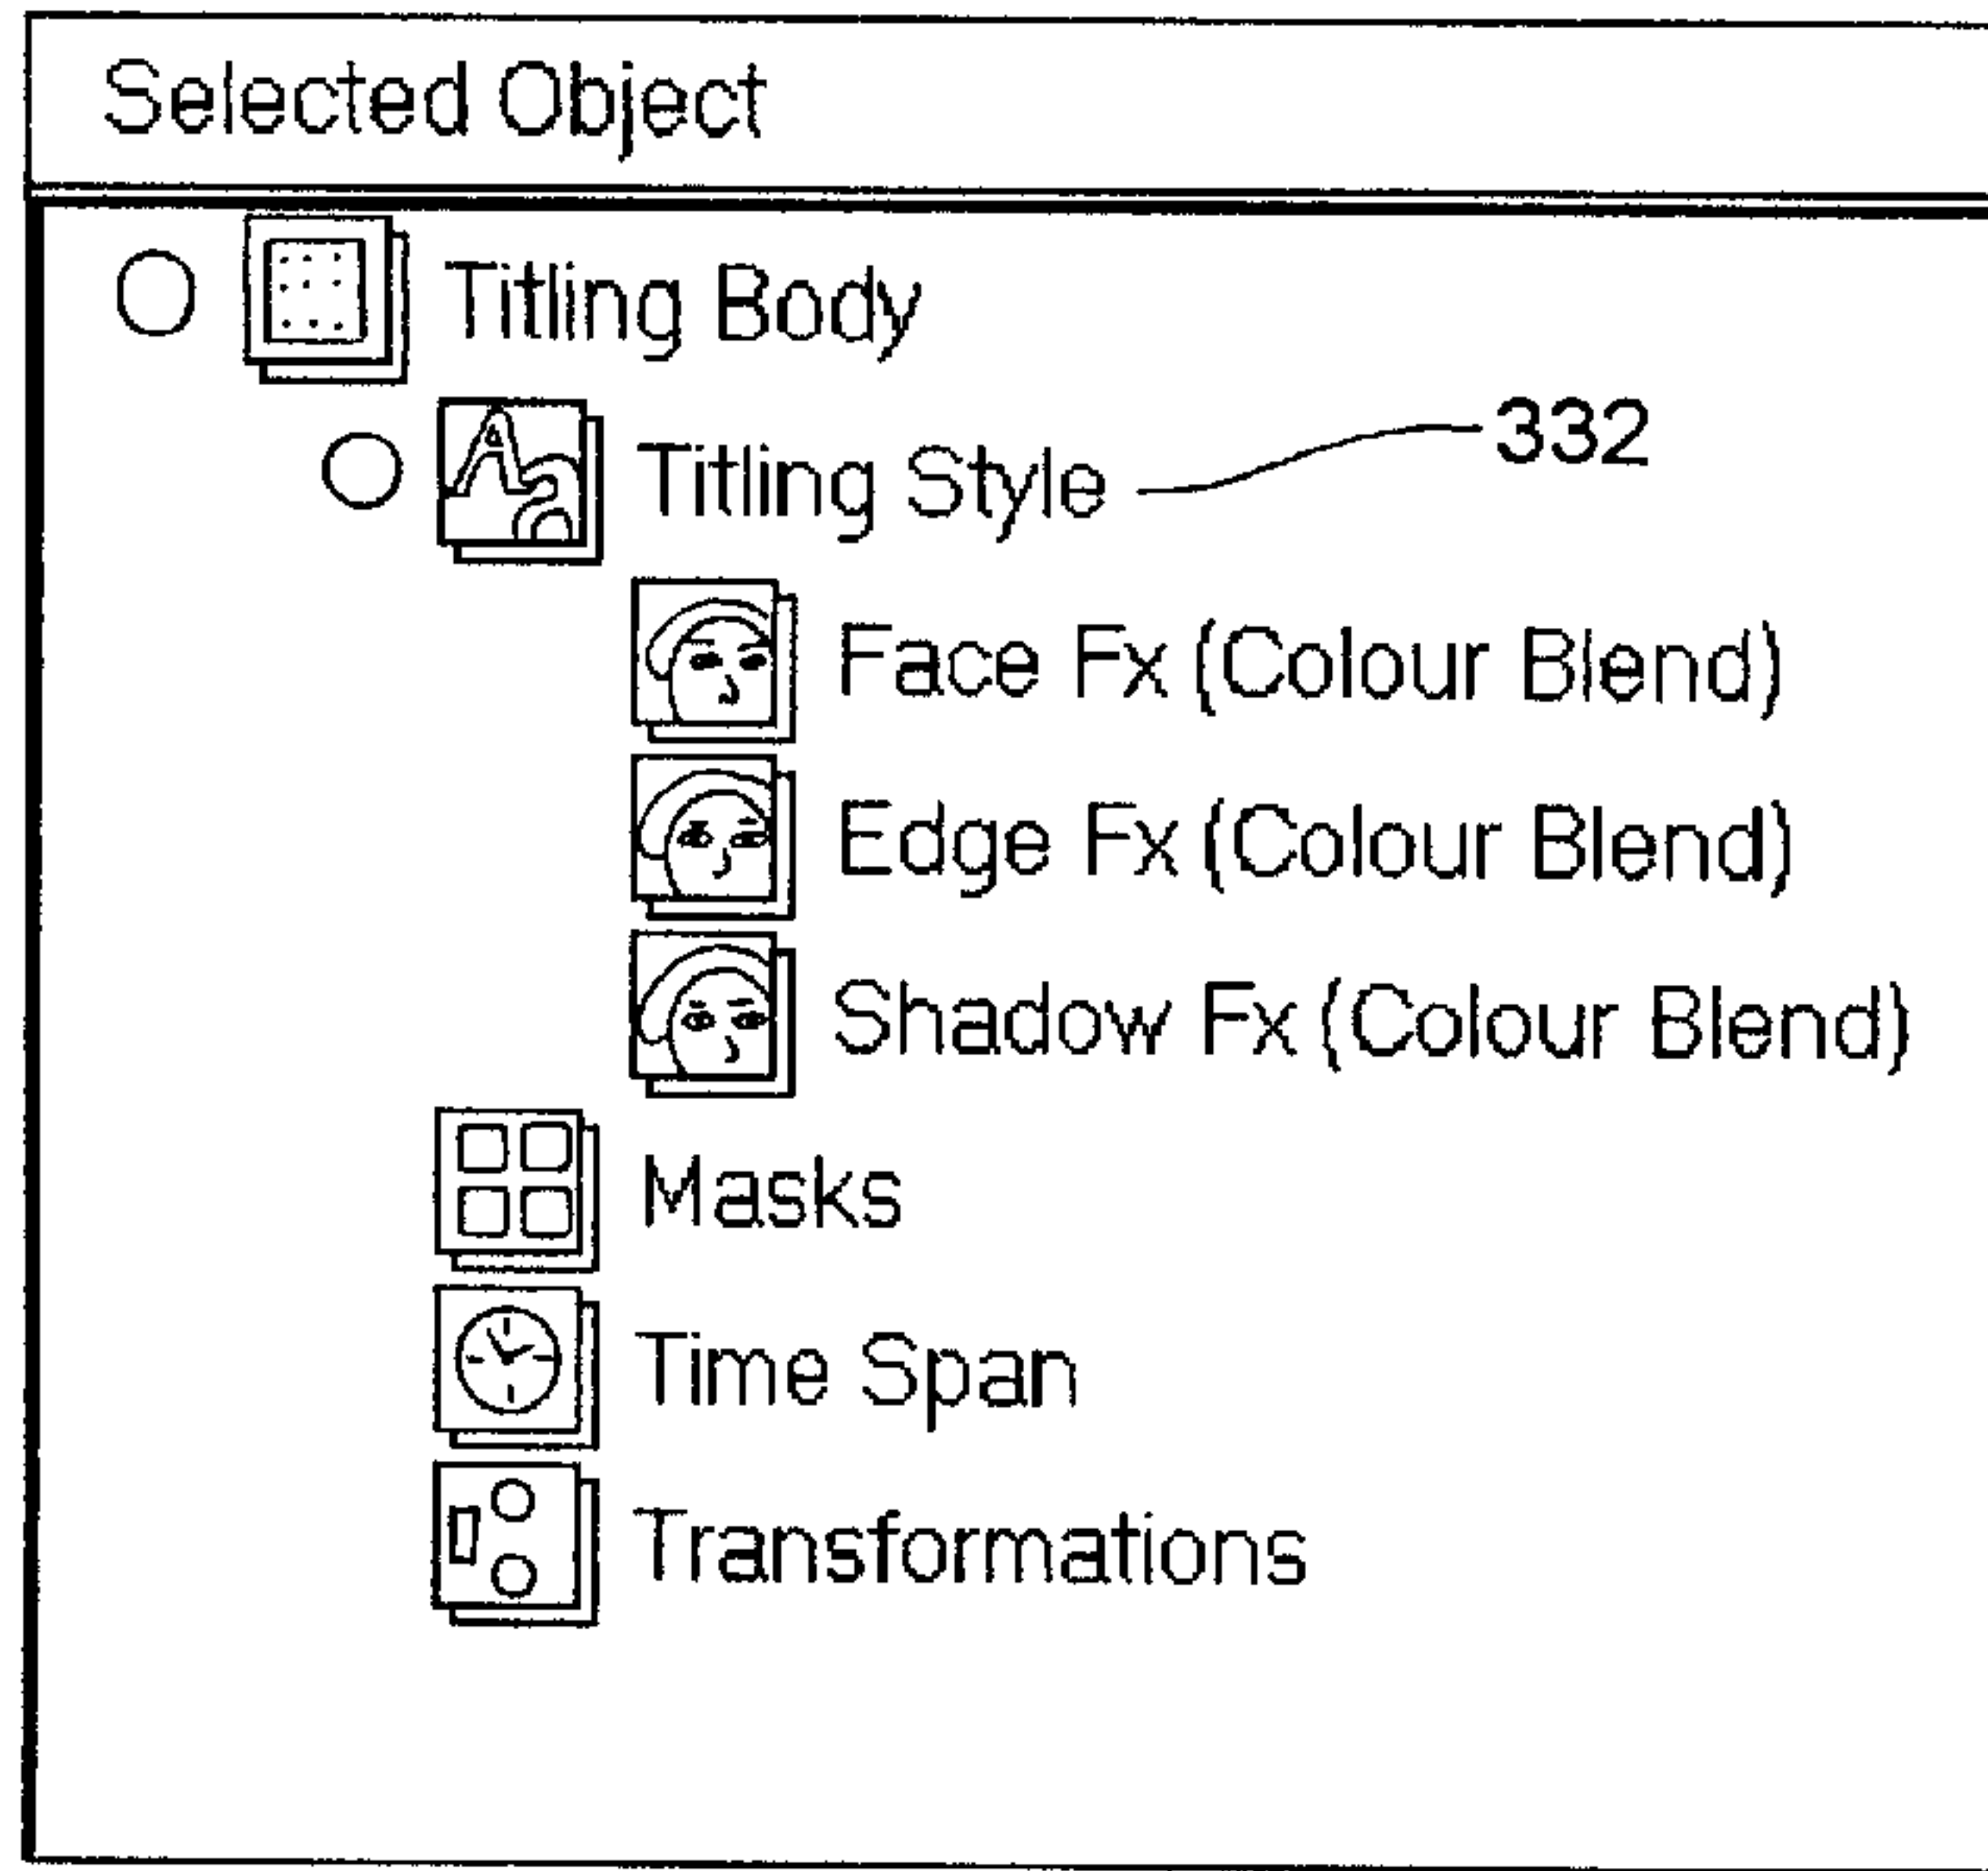 Selected Object
Titling Body
Titling Style 332
Face Fx (Colour Blend)
Edge Fx (Colour Blend)
Shadow Fx (Colour Blend)
Masks
Time Span
Transformations